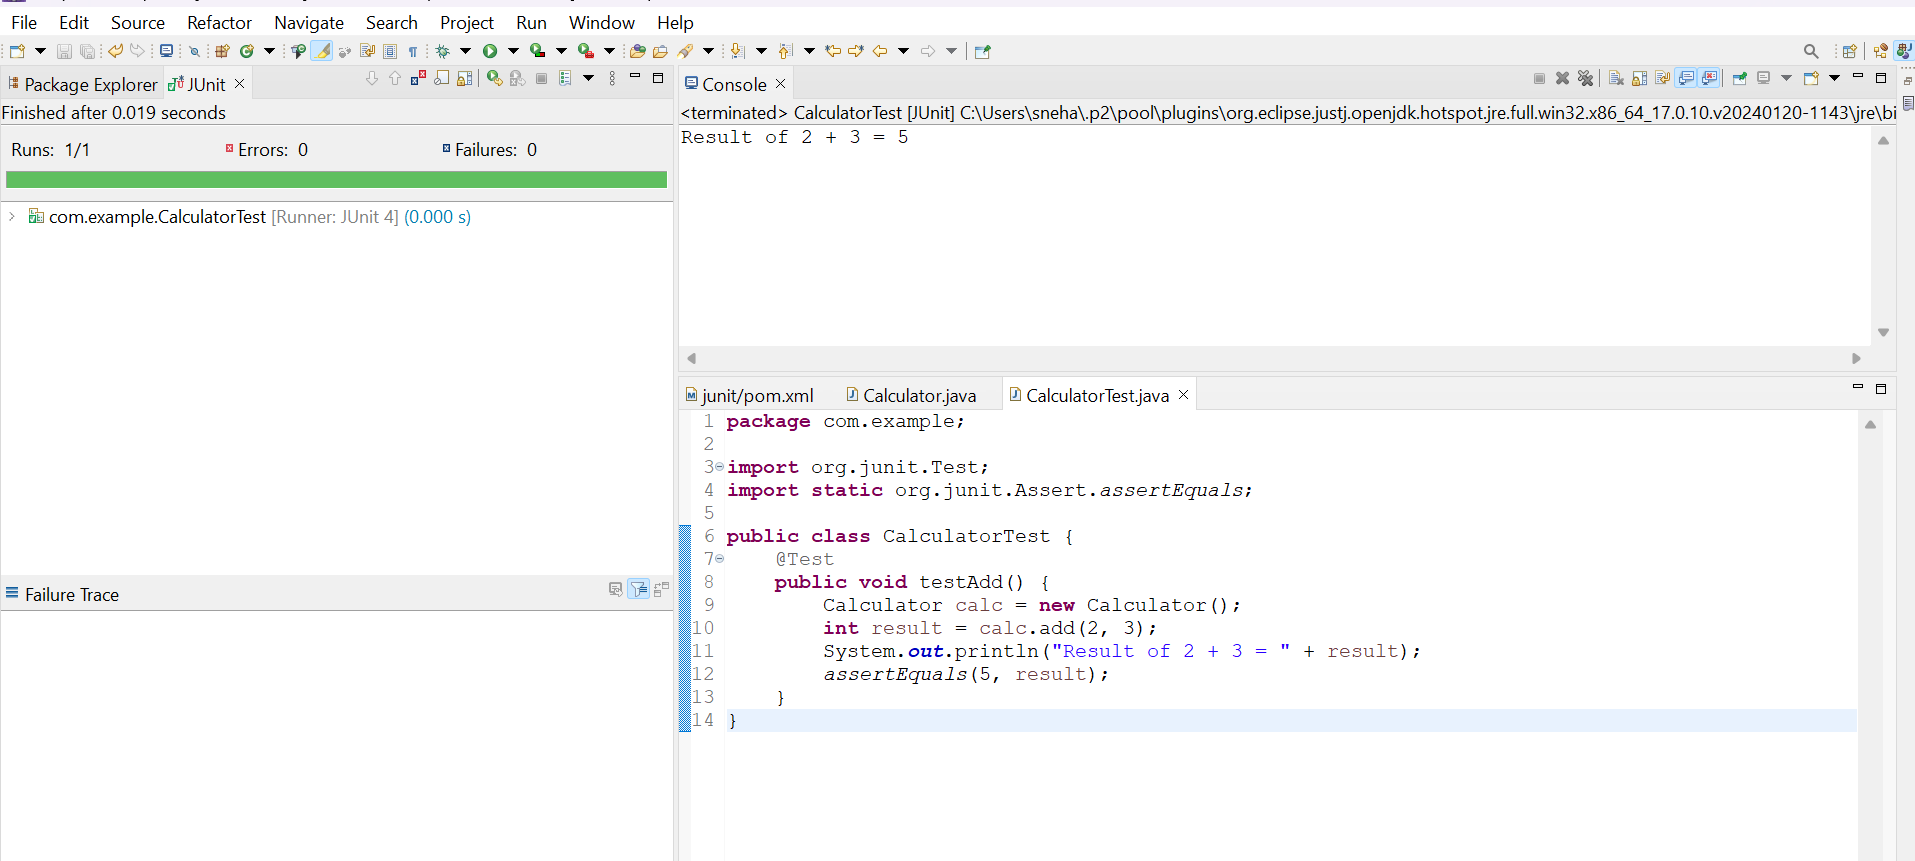 File Edit Source Refactor Navigate Search Project Run Window Help
Package Explorer JUnit
Finished after 0.019 seconds
Runs: 1/1 Errors: 0 Failures: 0
com.example.CalculatorTest [Runner: JUnit 4] (0.000 s)
Failure Trace
Console
<terminated> CalculatorTest [JUnit] C:\Users\sneha\.p2\pool\plugins\org.eclipse.justj.openjdk.hotspot.jre.full.win32.x86_64_17.0.10.v20240120-1143\jre\bi
Result of 2 + 3 = 5
junit/pom.xml Calculator.java CalculatorTest.java
1 package com.example;
2
3 import org.junit.Test;
4 import static org.junit.Assert.assertEquals;
5
6 public class CalculatorTest {
7 @Test
8 public void testAdd() {
9 Calculator calc = new Calculator();
10 int result = calc.add(2, 3);
11 System.out.println("Result of 2 + 3 = " + result);
12 assertEquals(5, result);
13 }
14 }